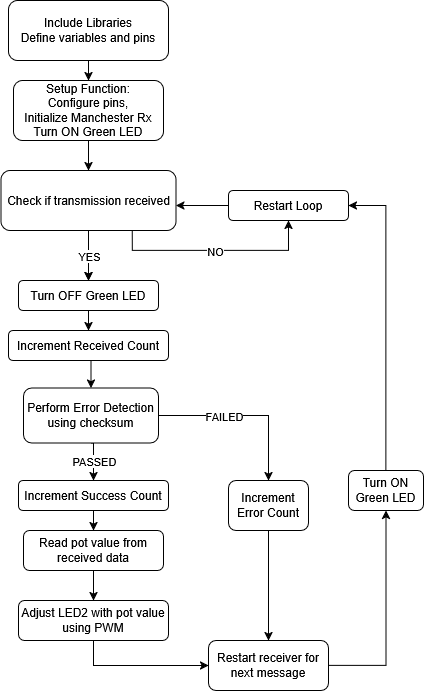 Include Libraries
Define variables and pins
Setup Function:
Configure pins,
Initialize Manchester Rx
Turn ON Green LED
Check if transmission received
Restart Loop
NO
YES
Turn OFF Green LED
Increment Received Count
Perform Error Detection
using checksum
FAILED
PASSED
Increment Success Count
Increment
Error Count
Turn ON
Green LED
Read pot value from
received data
Adjust LED2 with pot value
using PWM
Restart receiver for
next message